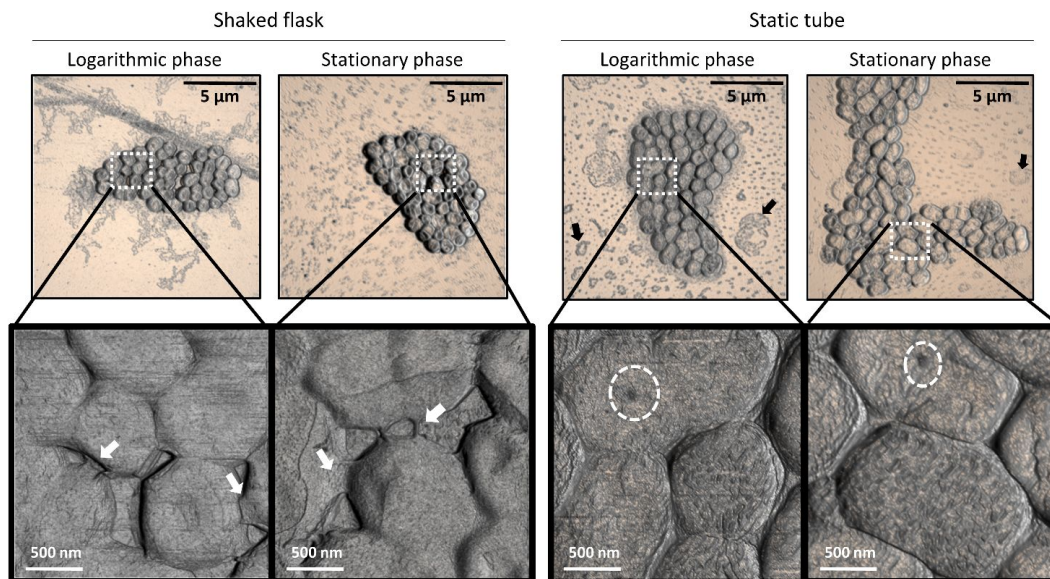 Shaked flask
Static tube
Logarithmic phase
Stationary phase
Logarithmic phase
Stationary phase
5 µm
5 µm
5 µm
5 µm
500 nm
500 nm
500 nm
500 nm